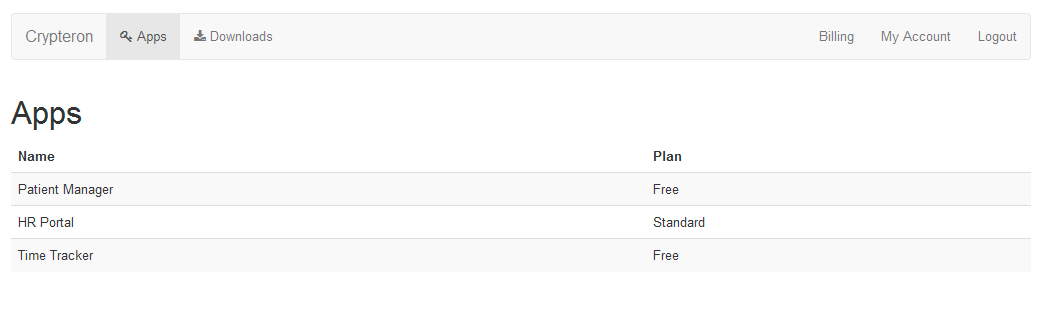 Crypteron Apps Downloads Billing My Account Logout
Apps
Name Plan
Patient Manager Free
HR Portal Standard
Time Tracker Free